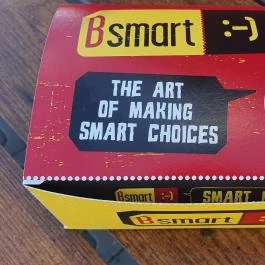 Bsmart :-)
THE ART
OF MAKING
SMART CHOICES
Bsmart :-) SMART
Bsmart